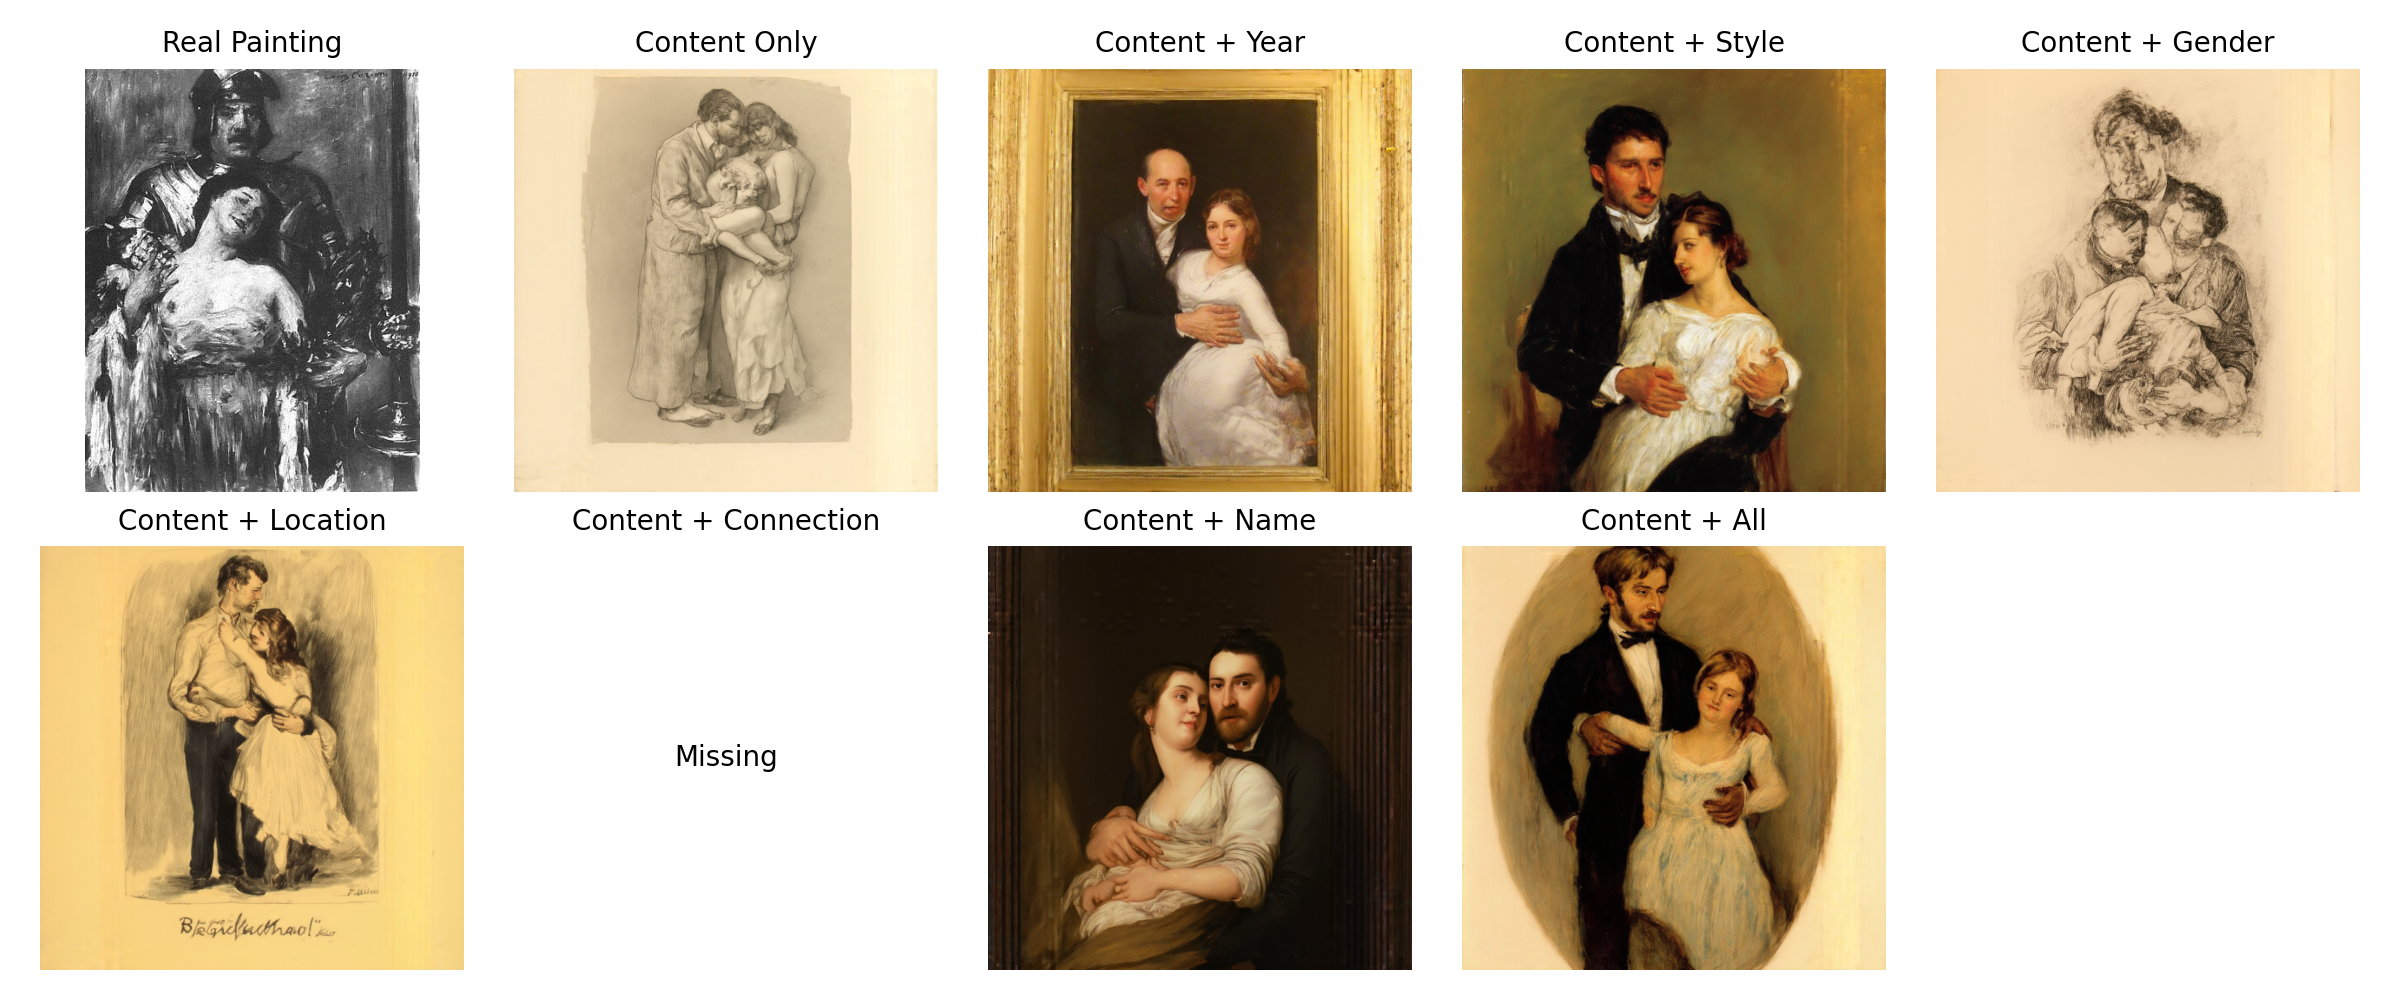 Real Painting
Content Only
Content + Year
Content + Style
Content + Gender
Content + Location
Content + Connection
Content + Name
Content + All
Missing